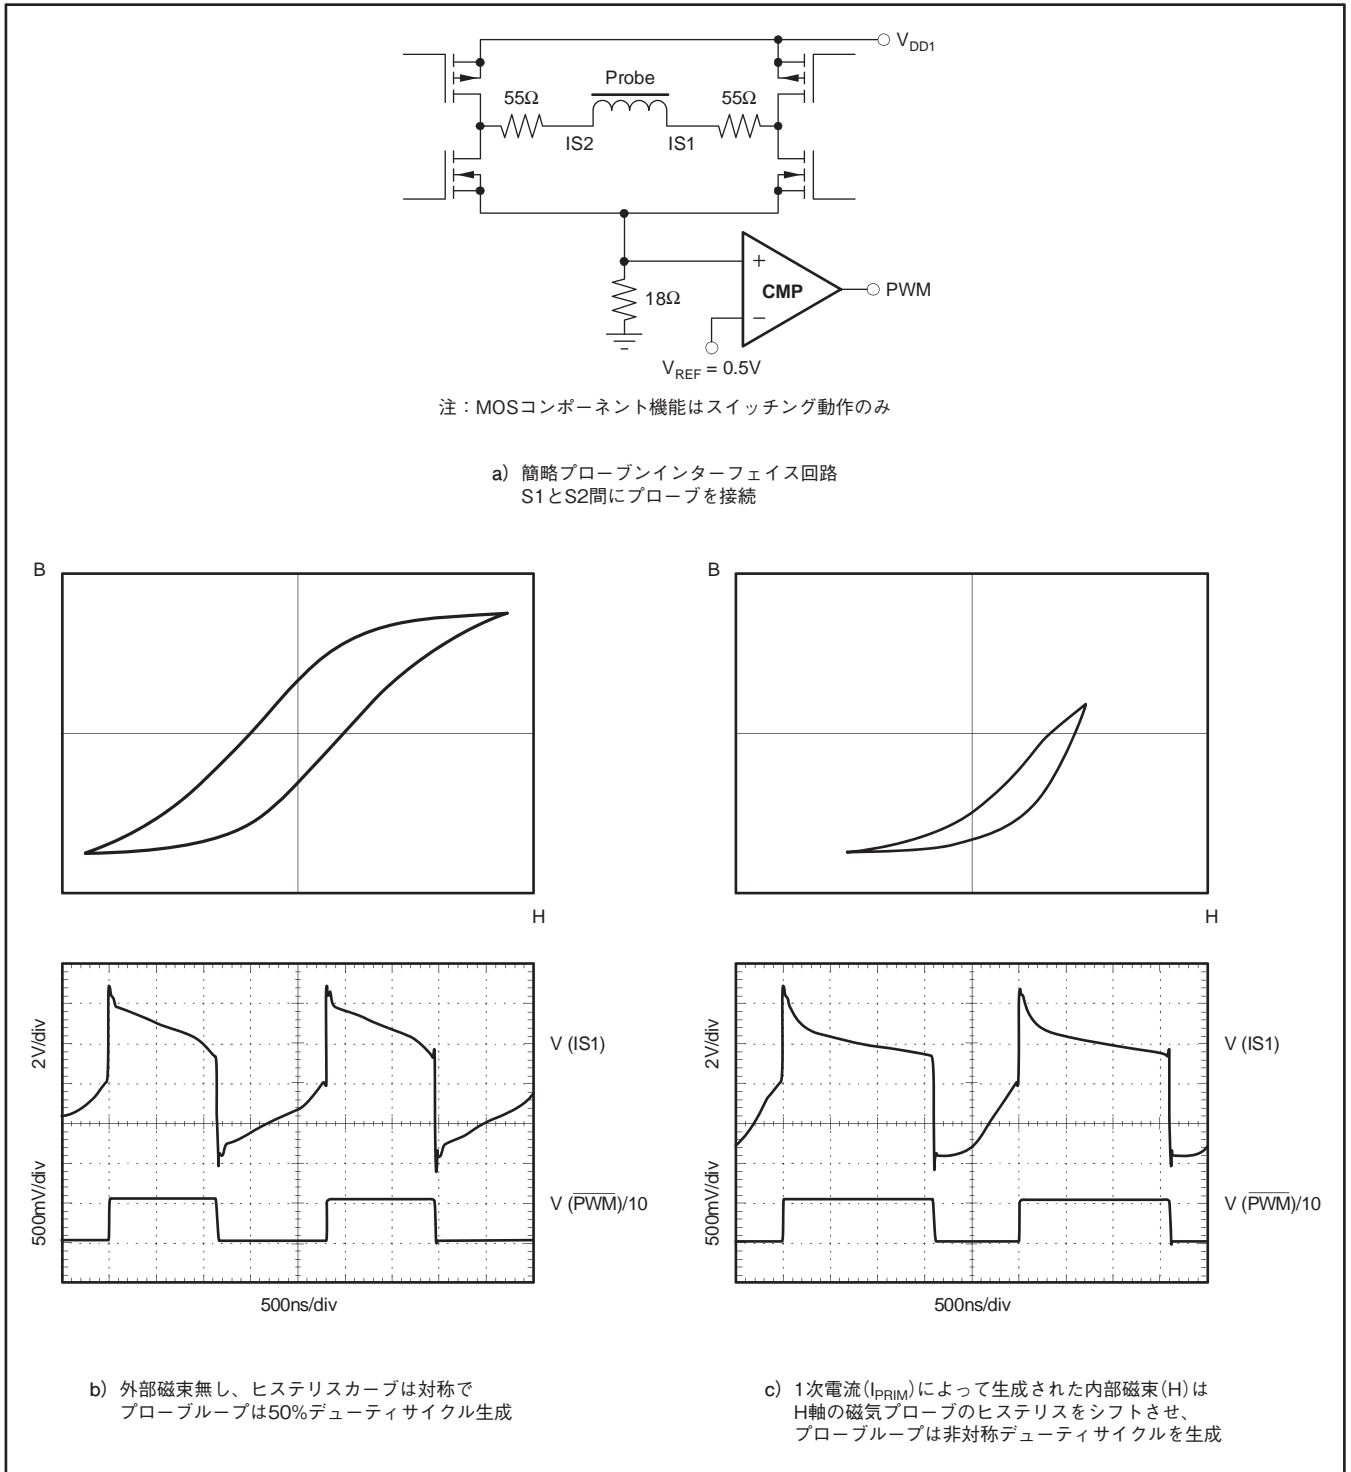 V_DD1
Probe
55Ω
55Ω
IS2
IS1
+
CMP
PWM
18Ω
−
V_REF = 0.5V
注：MOSコンポーネント機能はスイッチング動作のみ
a）簡略プローブンインターフェイス回路
S1とS2間にプローブを接続
B
H
2V/div
V (IS1)
500mV/div
V (P̅W̅M̅)/10
500ns/div
b）外部磁束無し、ヒステリスカーブは対称で
プローブループは50%デューティサイクル生成
B
H
2V/div
V (IS1)
500mV/div
V (P̅W̅M̅)/10
500ns/div
c）1次電流(I_PRIM)によって生成された内部磁束(H)は
H軸の磁気プローブのヒステリスをシフトさせ、
プローブループは非対称デューティサイクルを生成